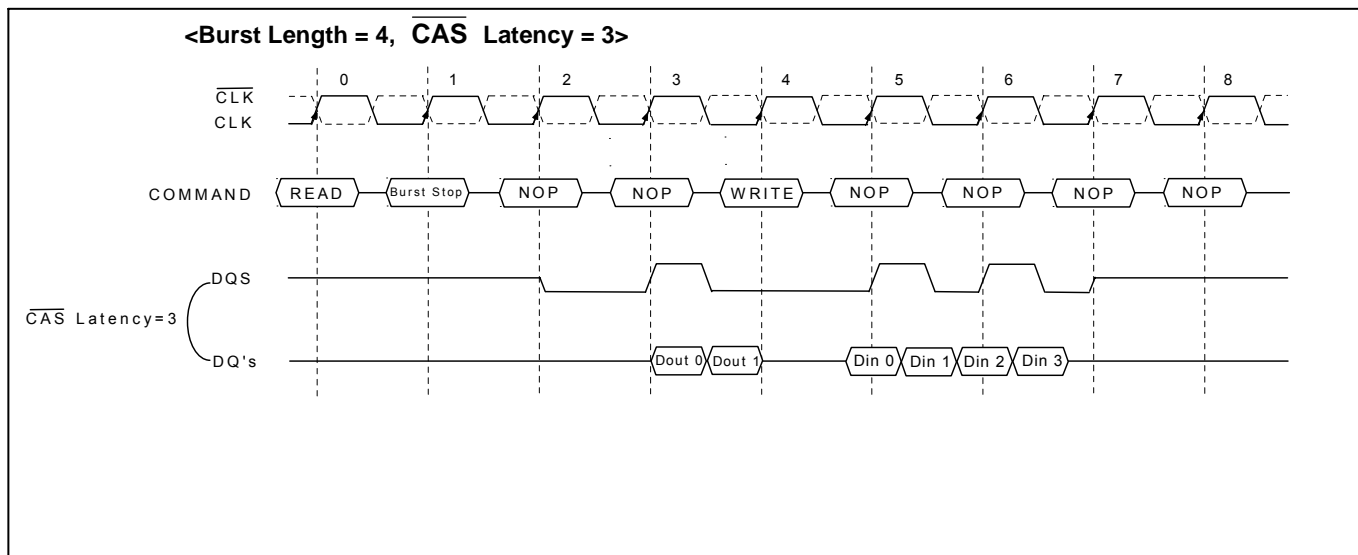 <Burst Length = 4, CAS Latency = 3>
0 1 2 3 4 5 6 7 8
CLK
CLK
COMMAND READ Burst Stop NOP NOP WRITE NOP NOP NOP NOP
DQS
CAS Latency=3
DQ's Dout 0 Dout 1 Din 0 Din 1 Din 2 Din 3